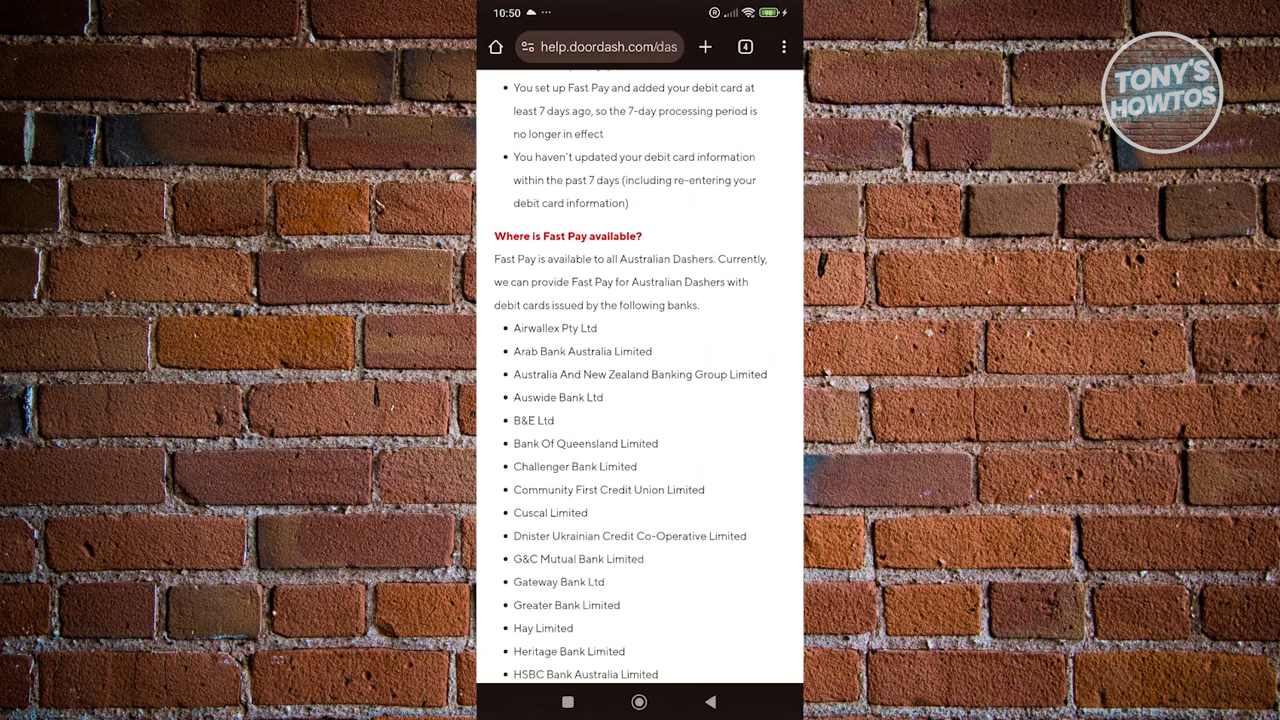 10:50
help.doordash.com/das
4
TONY'S
HOWTOS
You set up Fast Pay and added your debit card at
least 7 days ago, so the 7-day processing period is
no longer in effect
You haven't updated your debit card information
within the past 7 days (including re-entering your
debit card information)
Where is Fast Pay available?
Fast Pay is available to all Australian Dashers. Currently,
we can provide Fast Pay for Australian Dashers with
debit cards issued by the following banks.
Airwallex Pty Ltd
Arab Bank Australia Limited
Australia And New Zealand Banking Group Limited
Auswide Bank Ltd
B&E Ltd
Bank Of Queensland Limited
Challenger Bank Limited
Community First Credit Union Limited
Cuscal Limited
Dnister Ukrainian Credit Co-Operative Limited
G&C Mutual Bank Limited
Gateway Bank Ltd
Greater Bank Limited
Hay Limited
Heritage Bank Limited
HSBC Bank Australia Limited